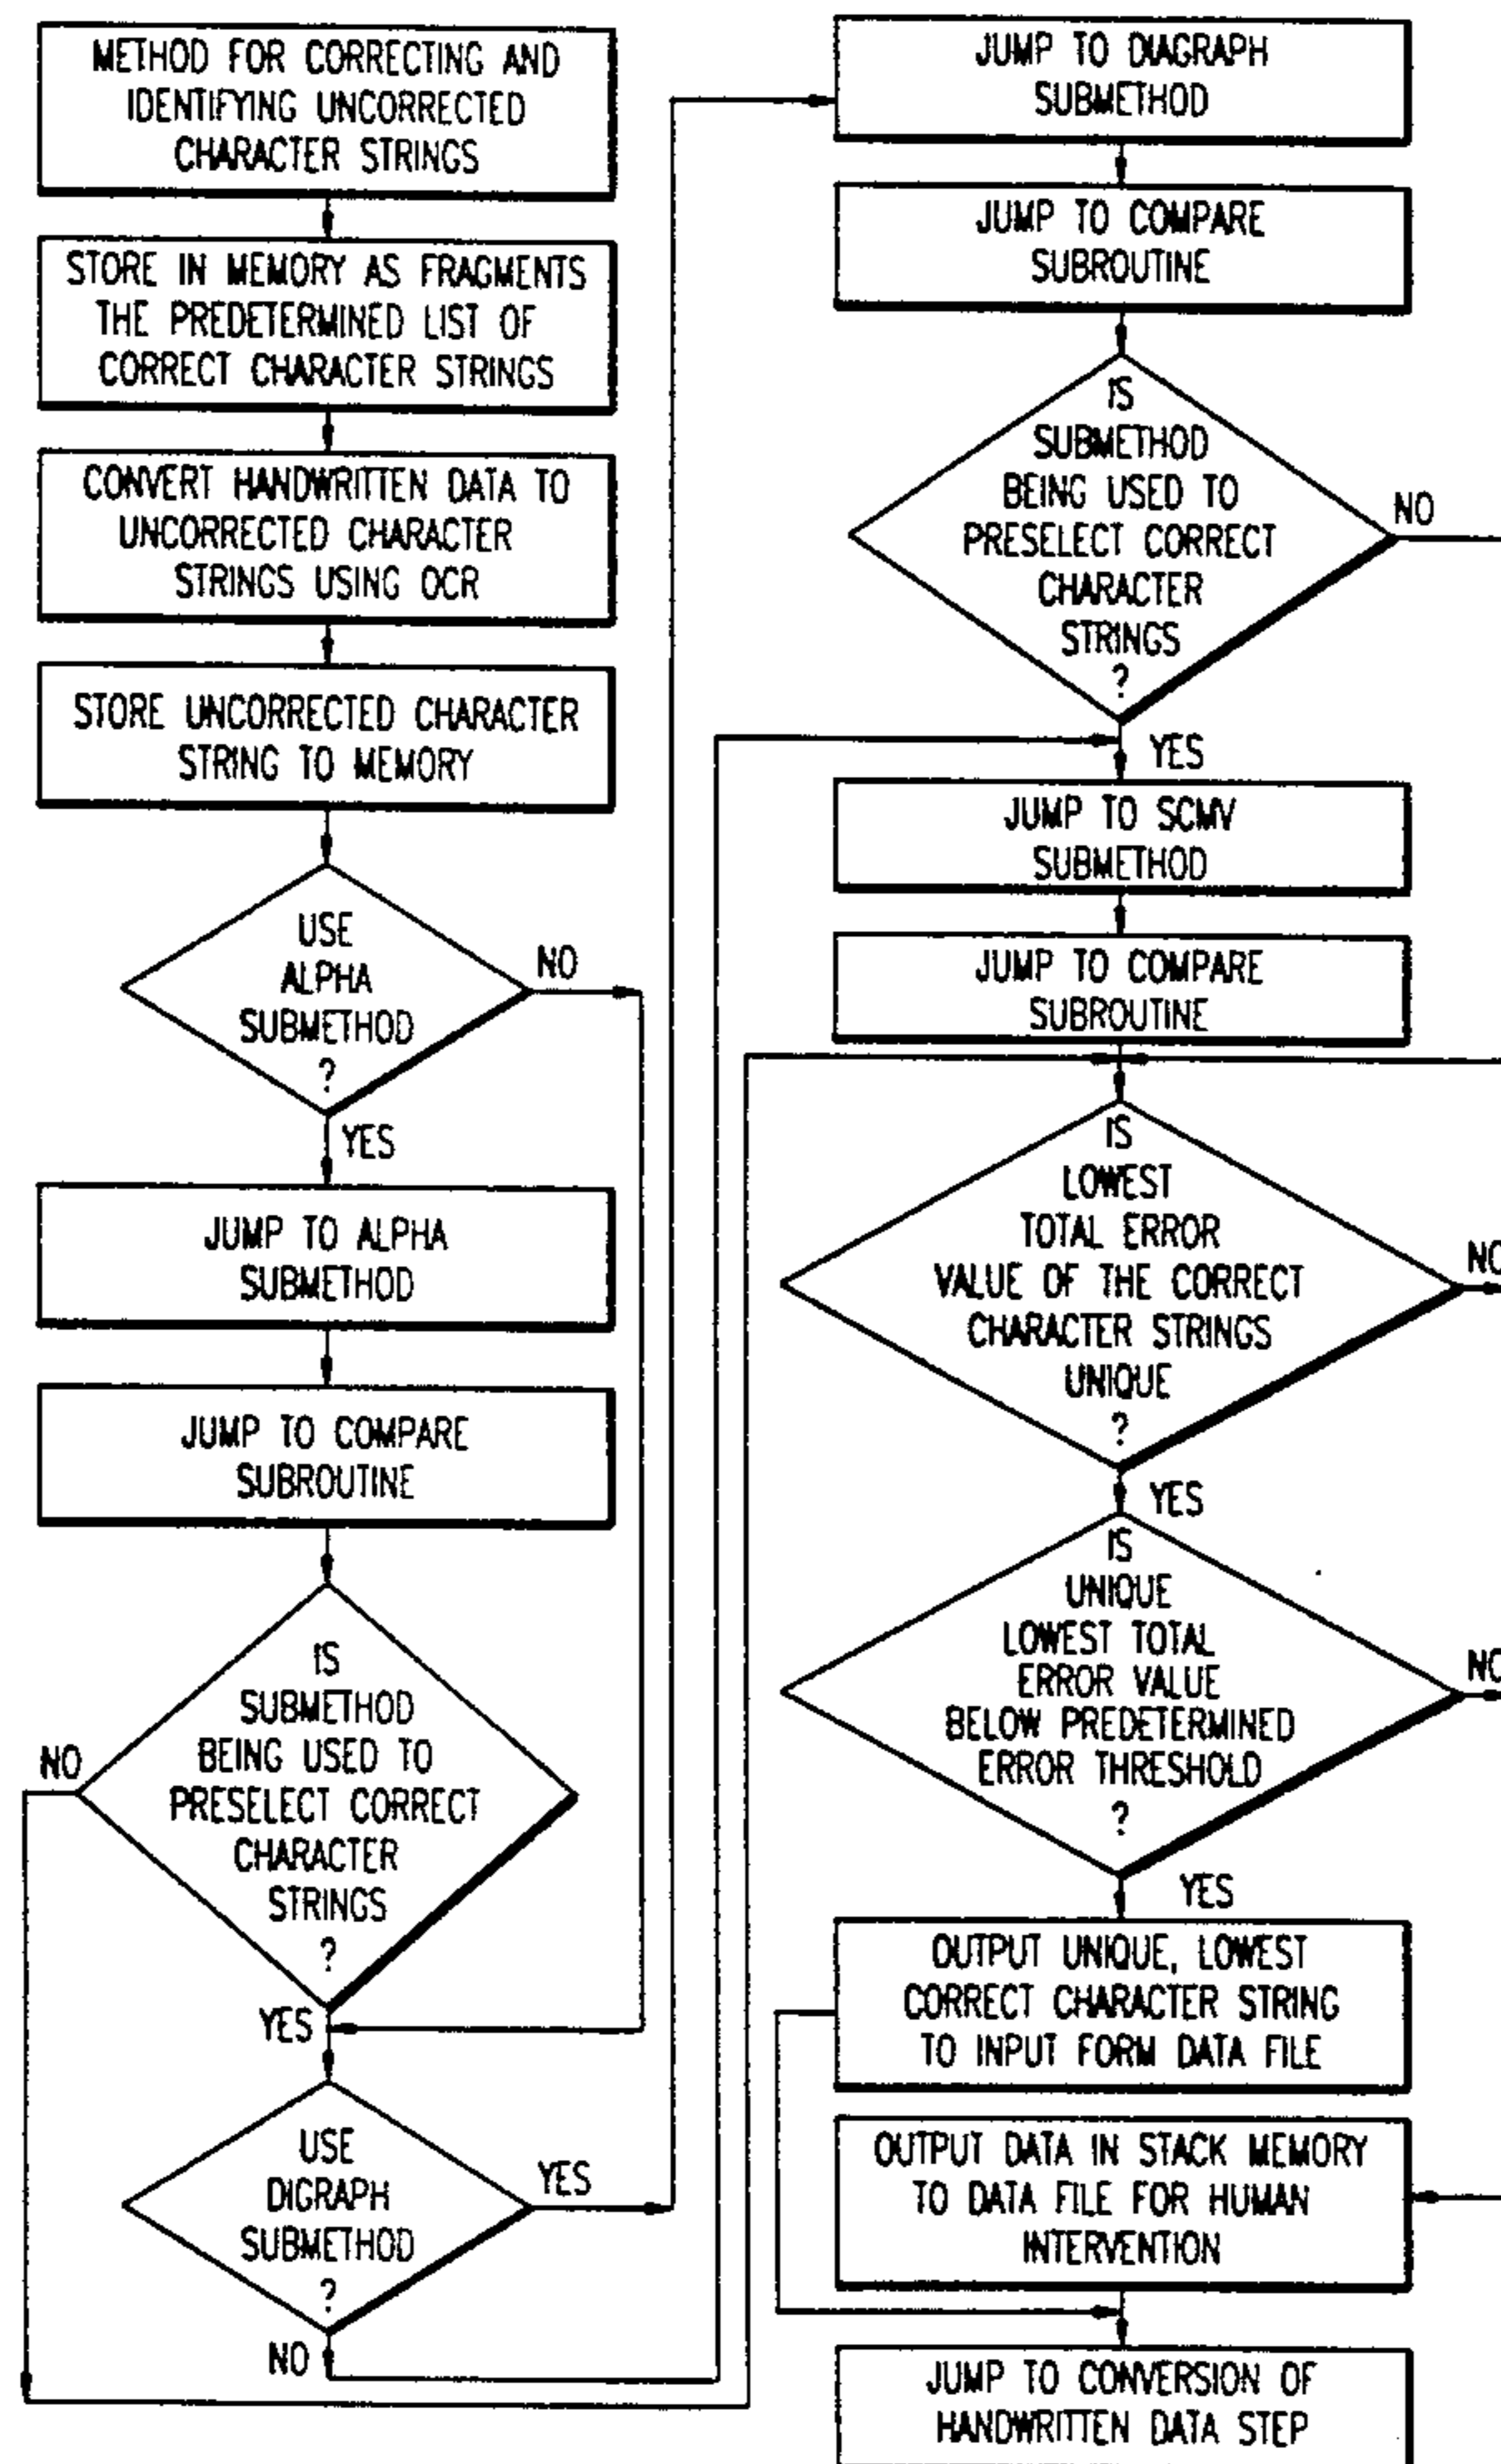 METHOD FOR CORRECTING AND
IDENTIFYING UNCORRECTED
CHARACTER STRINGS
STORE IN MEMORY AS FRAGMENTS
THE PREDETERMINED LIST OF
CORRECT CHARACTER STRINGS
CONVERT HANDWRITTEN DATA TO
UNCORRECTED CHARACTER
STRINGS USING OCR
STORE UNCORRECTED CHARACTER
STRING TO MEMORY
USE
ALPHA
SUBMETHOD
?
NO
YES
JUMP TO ALPHA
SUBMETHOD
JUMP TO COMPARE
SUBROUTINE
IS
SUBMETHOD
BEING USED TO
PRESELECT CORRECT
CHARACTER
STRINGS
?
NO
YES
USE
DIGRAPH
SUBMETHOD
?
YES
NO
JUMP TO DIAGRAPH
SUBMETHOD
JUMP TO COMPARE
SUBROUTINE
IS
SUBMETHOD
BEING USED TO
PRESELECT CORRECT
CHARACTER
STRINGS
?
NO
YES
JUMP TO SCMV
SUBMETHOD
JUMP TO COMPARE
SUBROUTINE
IS
LOWEST
TOTAL ERROR
VALUE OF THE CORRECT
CHARACTER STRINGS
UNIQUE
?
NO
YES
IS
UNIQUE
LOWEST TOTAL
ERROR VALUE
BELOW PREDETERMINED
ERROR THRESHOLD
?
NO
YES
OUTPUT UNIQUE, LOWEST
CORRECT CHARACTER STRING
TO INPUT FORM DATA FILE
OUTPUT DATA IN STACK MEMORY
TO DATA FILE FOR HUMAN
INTERVENTION
JUMP TO CONVERSION OF
HANDWRITTEN DATA STEP